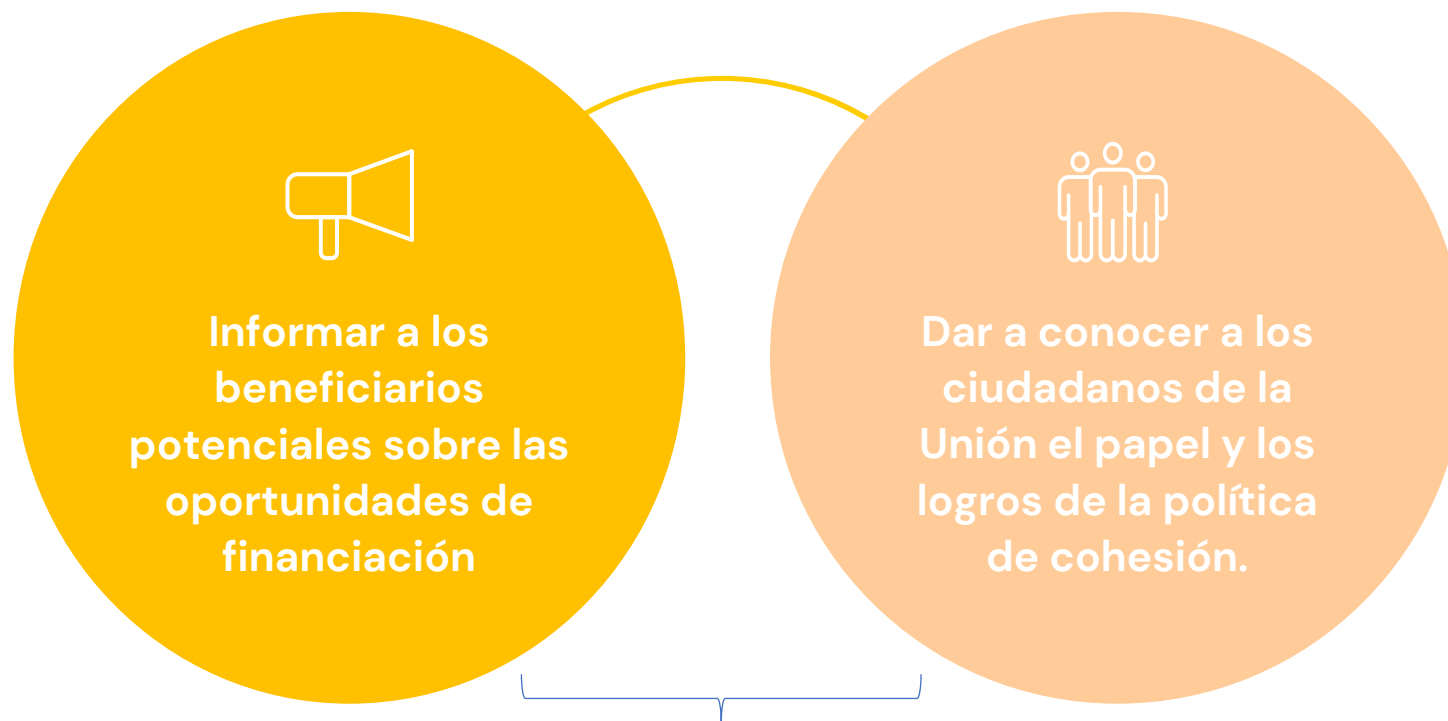 Informar a los
beneficiarios
potenciales sobre las
oportunidades de
financiación
Dar a conocer a los
ciudadanos de la
Unión el papel y los
logros de la política
de cohesión.